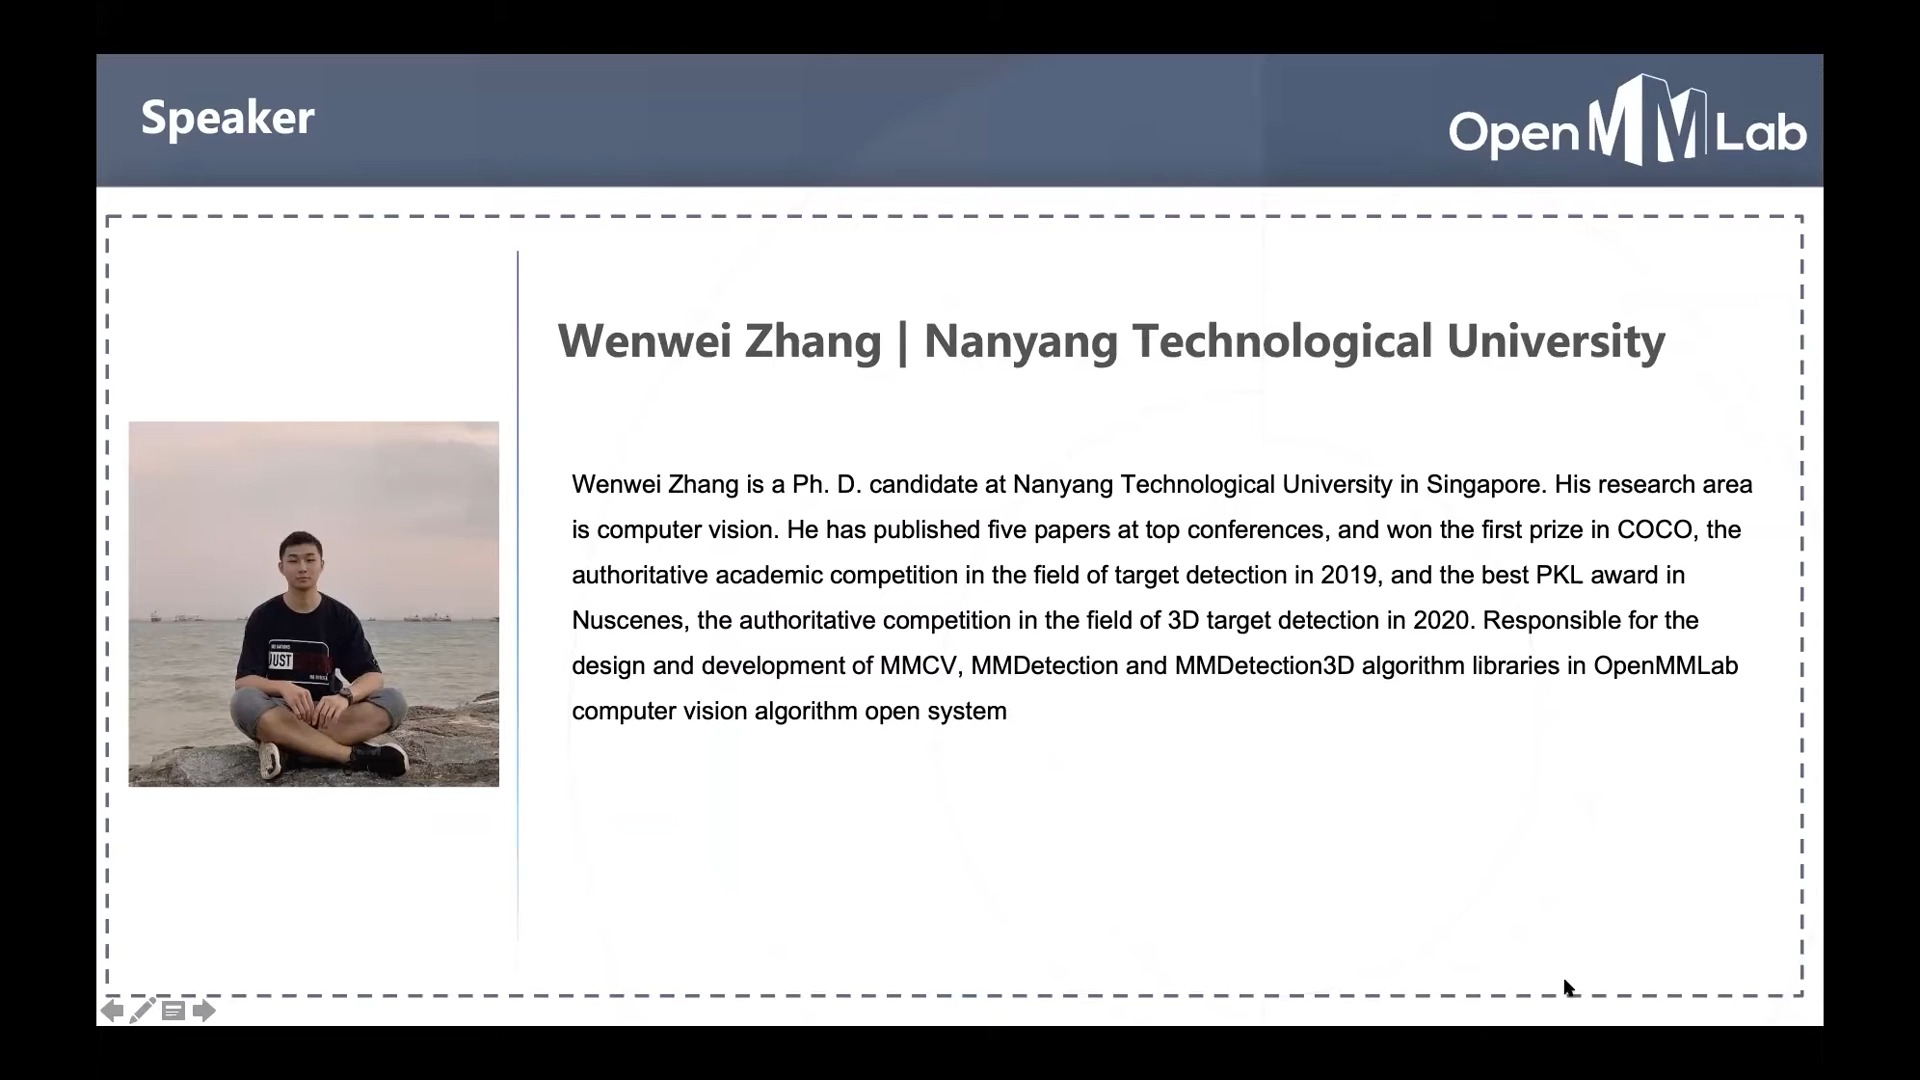 Speaker
OpenMMLab
Wenwei Zhang | Nanyang Technological University
Wenwei Zhang is a Ph. D. candidate at Nanyang Technological University in Singapore. His research area
is computer vision. He has published five papers at top conferences, and won the first prize in COCO, the
authoritative academic competition in the field of target detection in 2019, and the best PKL award in
Nuscenes, the authoritative competition in the field of 3D target detection in 2020. Responsible for the
design and development of MMCV, MMDetection and MMDetection3D algorithm libraries in OpenMMLab
computer vision algorithm open system
JUST